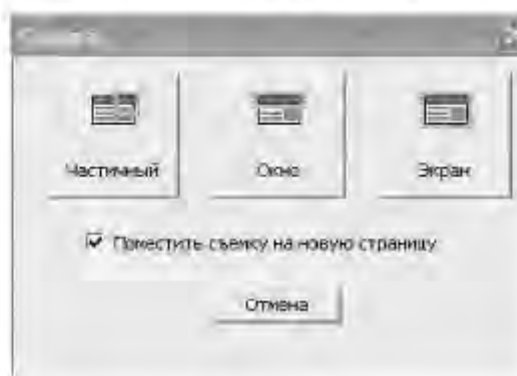 Частичный Окно Экран
Поместить съемку на новую страницу
Отмена